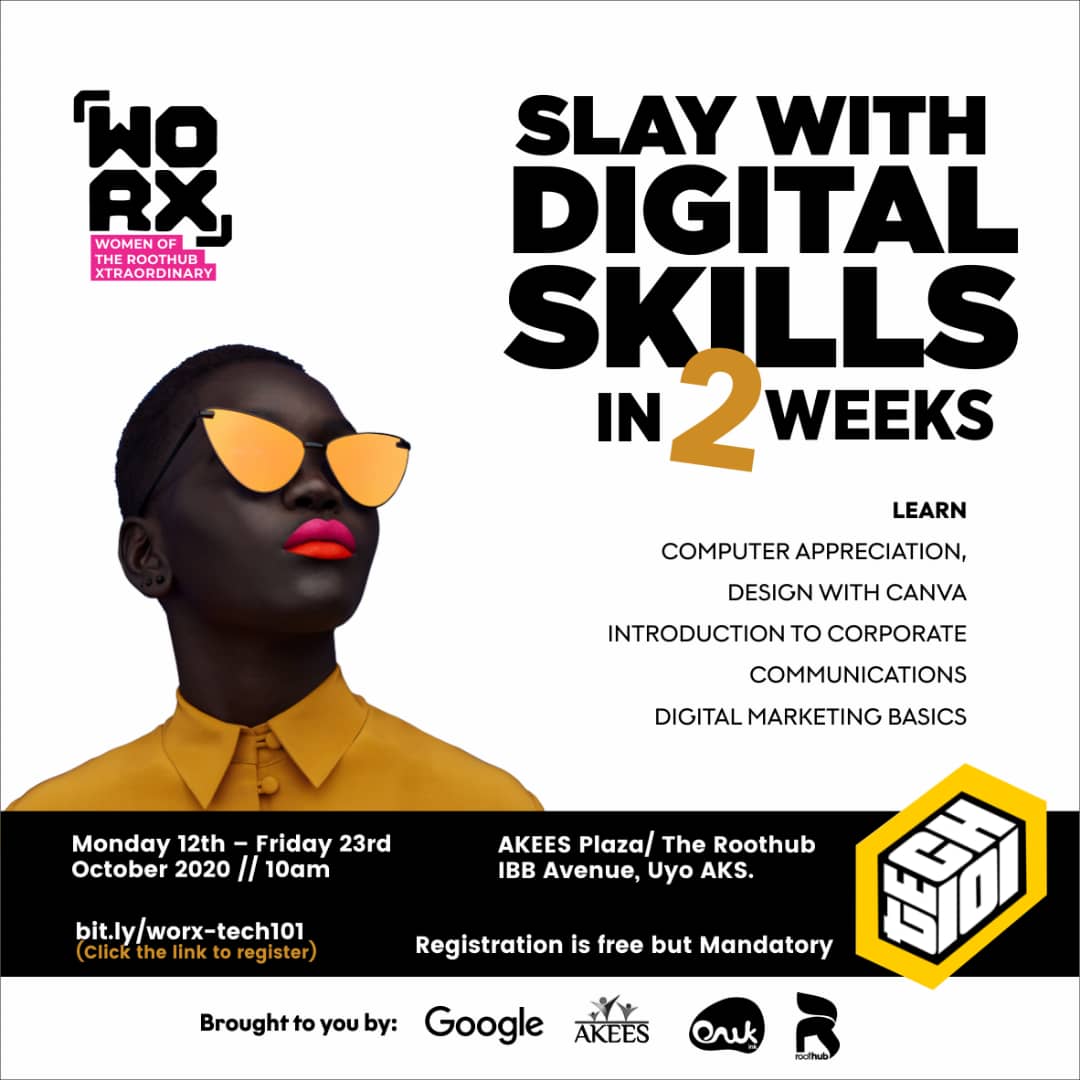 WO
RX
WOMEN OF
THE ROOTHUB
XTRAORDINARY
SLAY WITH
DIGITAL
SKILLS
IN 2 WEEKS
LEARN
COMPUTER APPRECIATION,
DESIGN WITH CANVA
INTRODUCTION TO CORPORATE
COMMUNICATIONS
DIGITAL MARKETING BASICS
Monday 12th – Friday 23rd
October 2020 // 10am
AKEES Plaza/ The Roothub
IBB Avenue, Uyo AKS.
TECH
101
bit.ly/worx-tech101
(Click the link to register)
Registration is free but Mandatory
Brought to you by:
Google
AKEES
ink
roothub